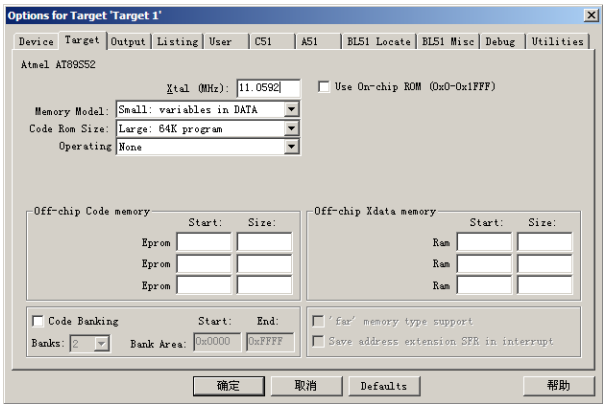 Options for Target 'Target 1'
Device Target Output Listing User C51 A51 BL51 Locate BL51 Misc Debug Utilities
Atmel AT89S52
Xtal (MHz): 11.0592 Use On-chip ROM (0x0-0x1FFF)
Memory Model: Small: variables in DATA
Code Rom Size: Large: 64K program
Operating None
Off-chip Code memory Off-chip Xdata memory
Start: Size: Start: Size:
Eprom Ram
Eprom Ram
Eprom Ram
Code Banking Start: End: 'far' memory type support
Banks: 2 Bank Area: 0x0000 0xFFFF Save address extension SFR in interrupt
确定 取消 Defaults 帮助